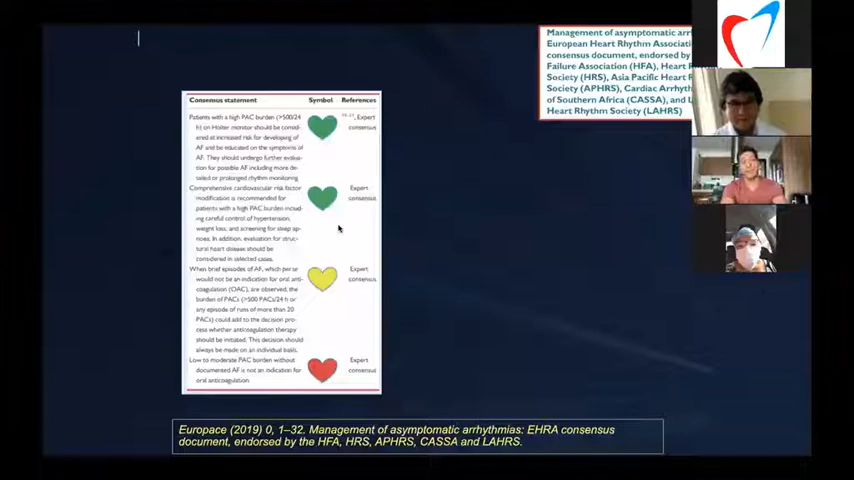 Management of asymptomatic arr
European Heart Rhythm Associati
consensus document, endorsed by
Failure Association (HFA), Heart R
Society (HRS), Asia Pacific Heart R
Society (APHRS), Cardiac Arrhyth
of Southern Africa (CASSA), and L
Heart Rhythm Society (LAHRS)
Consensus statement Symbol References
Patients with a high PAC burden (>500/24 Expert
h) on Holter monitor should be consid- consensus
ered at increased risk for developing of
AF and be educated on the symptoms of
AF. They should undergo further evalua-
tion for possible AF including more de-
tailed or prolonged rhythm monitoring.
Comprehensive cardiovascular risk factor Expert
modification is recommended for consensus
patients with a high PAC burden includ-
ing careful control of hypertension,
weight loss, and screening for sleep ap-
noea. In addition, evaluation for struc-
tural heart disease should be
considered in selected cases.
When brief episodes of AF, which per se Expert
would not be an indication for oral anti- consensus
coagulation (OAC), are observed, the
burden of PACs (>500 PACs/24 h or
any episode of runs of more than 20
PACs) could add to the decision pro-
cess whether anticoagulation therapy
should be initiated. This decision should
always be made on an individual basis.
Low to moderate PAC burden without Expert
documented AF is not an indication for consensus
oral anticoagulation
Europace (2019) 0, 1–32. Management of asymptomatic arrhythmias: EHRA consensus
document, endorsed by the HFA, HRS, APHRS, CASSA and LAHRS.